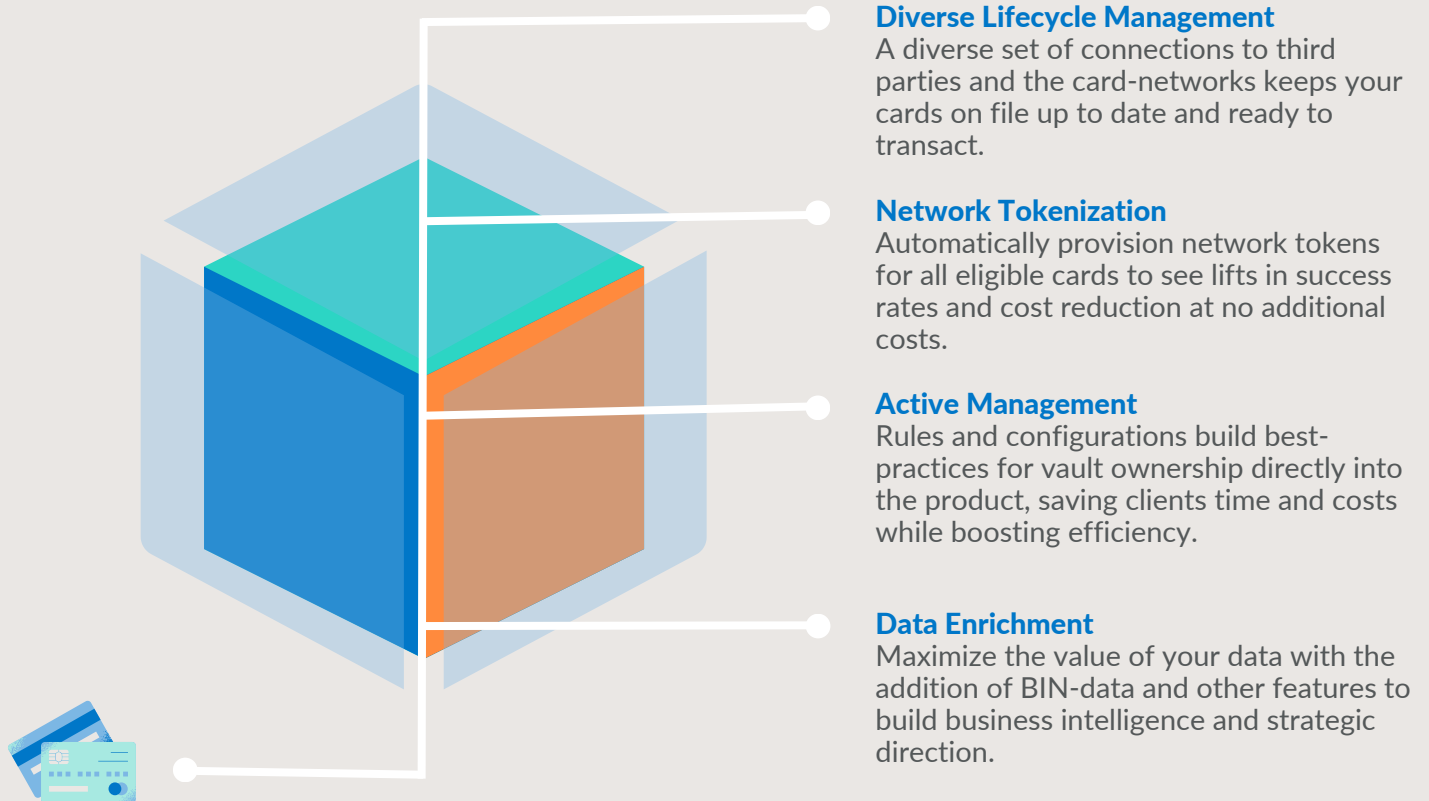 Diverse Lifecycle Management
A diverse set of connections to third
parties and the card-networks keeps your
cards on file up to date and ready to
transact.
Network Tokenization
Automatically provision network tokens
for all eligible cards to see lifts in success
rates and cost reduction at no additional
costs.
Active Management
Rules and configurations build best-
practices for vault ownership directly into
the product, saving clients time and costs
while boosting efficiency.
Data Enrichment
Maximize the value of your data with the
addition of BIN-data and other features to
build business intelligence and strategic
direction.